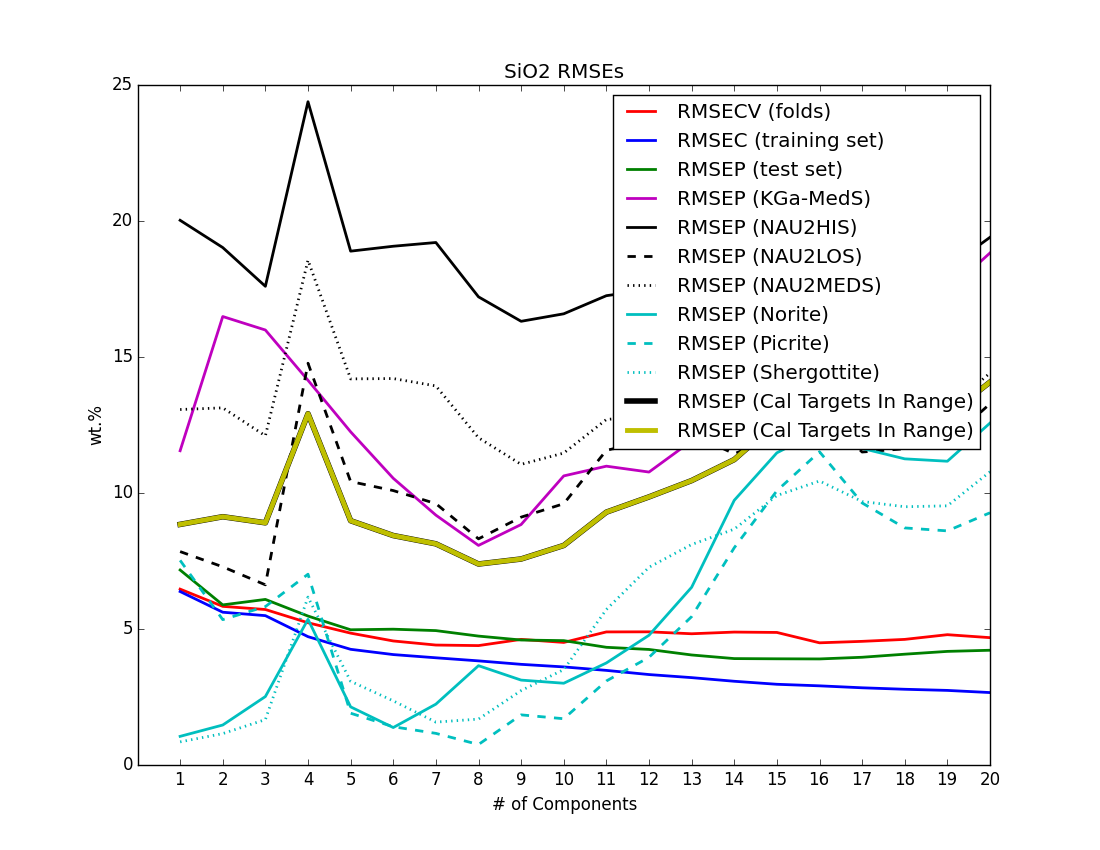 SiO2 RMSEs
25
20
15
10
5
0
wt.%
RMSECV (folds)
RMSEC (training set)
RMSEP (test set)
RMSEP (KGa-MedS)
RMSEP (NAU2HIS)
RMSEP (NAU2LOS)
RMSEP (NAU2MEDS)
RMSEP (Norite)
RMSEP (Picrite)
RMSEP (Shergottite)
RMSEP (Cal Targets In Range)
RMSEP (Cal Targets In Range)
1 2 3 4 5 6 7 8 9 10 11 12 13 14 15 16 17 18 19 20
# of Components